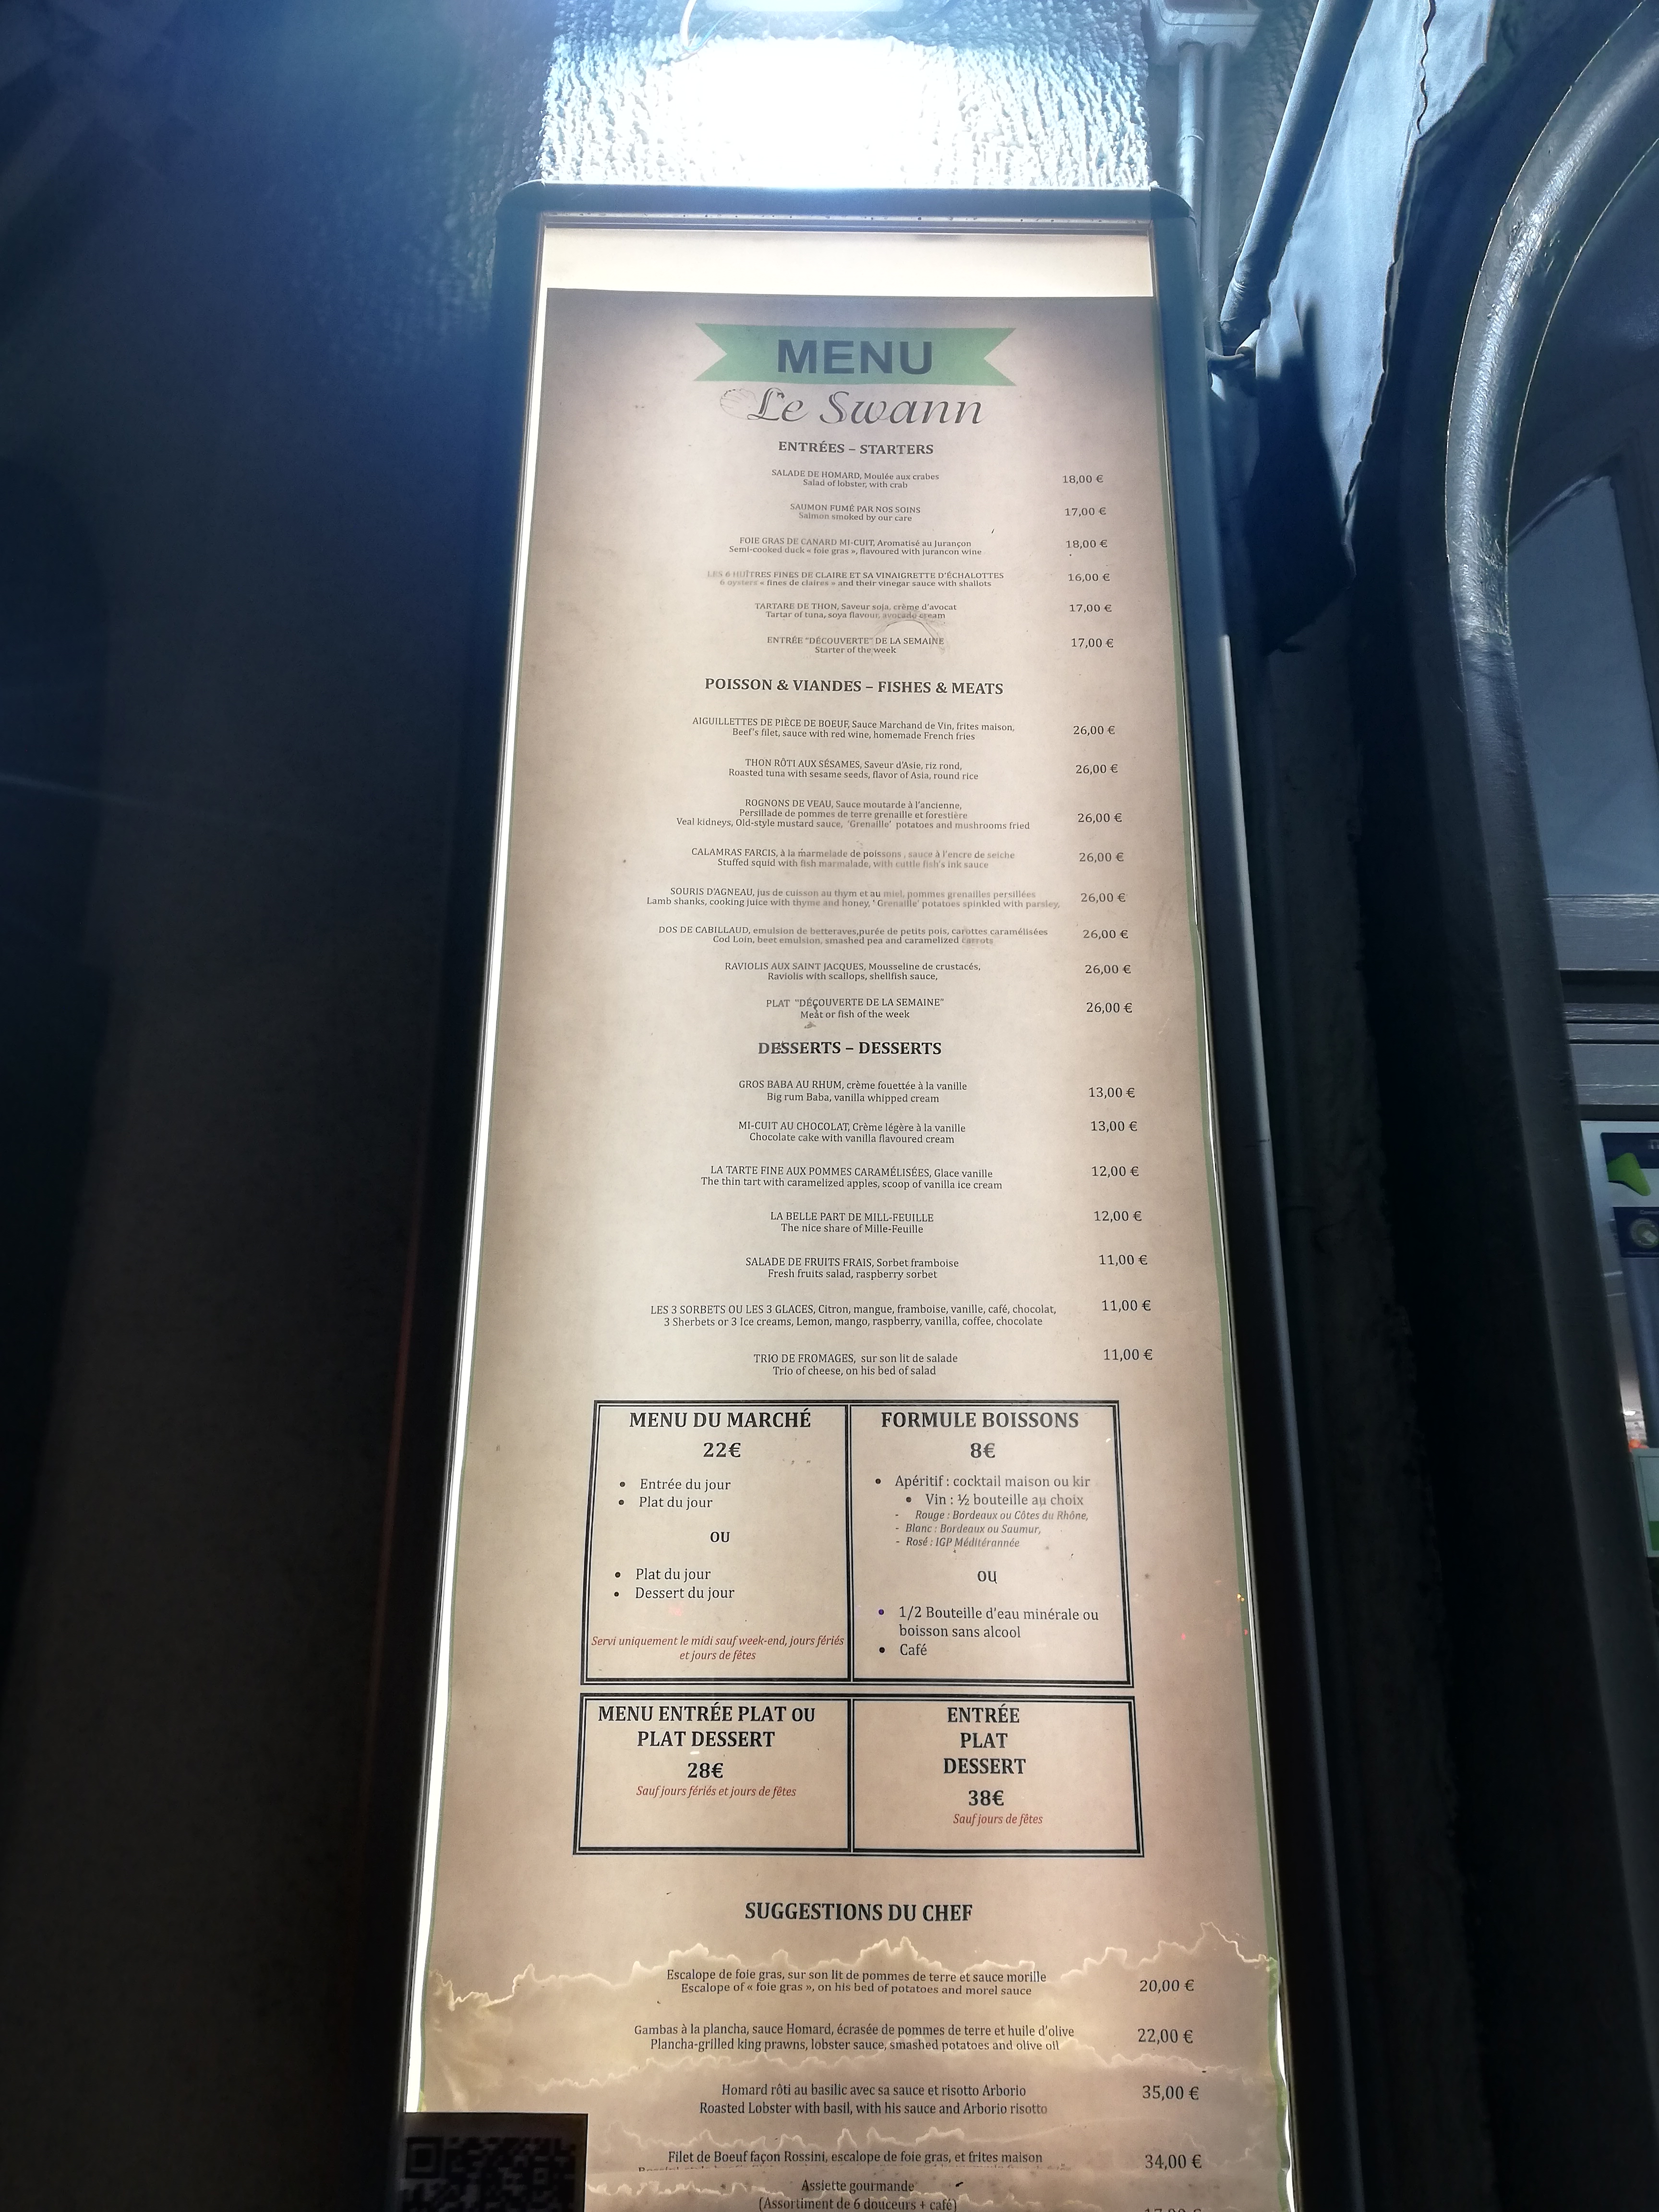 MENU
Le Swann
ENTRÉES – STARTERS
SALADE DE HOMARD, Moulée aux crabes
Salad of lobster, with crab
18,00 €
SAUMON FUMÉ PAR NOS SOINS
Salmon smoked by our care
17,00 €
FOIE GRAS DE CANARD MI-CUIT, Aromatisé au Jurançon
Semi-cooked duck « foie gras », flavoured with jurancon wine
18,00 €
LES 6 HUÎTRES FINES DE CLAIRE ET SA VINAIGRETTE D'ÉCHALOTTES
6 oysters « fines de claires » and their vinegar sauce with shallots
16,00 €
TARTARE DE THON, Saveur soja, crème d'avocat
Tartar of tuna, soya flavour, avocado cream
17,00 €
ENTRÉE "DÉCOUVERTE" DE LA SEMAINE
Starter of the week
17,00 €
POISSON & VIANDES – FISHES & MEATS
AIGUILLETTES DE PIÈCE DE BOEUF, Sauce Marchand de Vin, frites maison,
Beef's filet, sauce with red wine, homemade French fries
26,00 €
THON RÔTI AUX SÉSAMES, Saveur d'Asie, riz rond,
Roasted tuna with sesame seeds, flavor of Asia, round rice
26,00 €
ROGNONS DE VEAU, Sauce moutarde à l'ancienne,
Persillade de pommes de terre grenaille et forestière
Veal kidneys, Old-style mustard sauce, 'Grenaille' potatoes and mushrooms fried
26,00 €
CALAMRAS FARCIS, à la marmelade de poissons , sauce à l'encre de seiche
Stuffed squid with fish marmalade, with cuttle fish's ink sauce
26,00 €
SOURIS D'AGNEAU, jus de cuisson au thym et au miel, pommes grenailles persillées
Lamb shanks, cooking juice with thyme and honey, ' Grenaille' potatoes spinkled with parsley,
26,00 €
DOS DE CABILLAUD, emulsion de betteraves,purée de petits pois, carottes caramélisées
Cod Loin, beet emulsion, smashed pea and caramelized carrots
26,00 €
RAVIOLIS AUX SAINT JACQUES, Mousseline de crustacés,
Raviolis with scallops, shellfish sauce,
26,00 €
PLAT "DÉCOUVERTE DE LA SEMAINE"
Meat or fish of the week
26,00 €
DESSERTS – DESSERTS
GROS BABA AU RHUM, crème fouettée à la vanille
Big rum Baba, vanilla whipped cream
13,00 €
MI-CUIT AU CHOCOLAT, Crème légère à la vanille
Chocolate cake with vanilla flavoured cream
13,00 €
LA TARTE FINE AUX POMMES CARAMÉLISÉES, Glace vanille
The thin tart with caramelized apples, scoop of vanilla ice cream
12,00 €
LA BELLE PART DE MILL-FEUILLE
The nice share of Mille-Feuille
12,00 €
SALADE DE FRUITS FRAIS, Sorbet framboise
Fresh fruits salad, raspberry sorbet
11,00 €
LES 3 SORBETS OU LES 3 GLACES, Citron, mangue, framboise, vanille, café, chocolat,
3 Sherbets or 3 Ice creams, Lemon, mango, raspberry, vanilla, coffee, chocolate
11,00 €
TRIO DE FROMAGES, sur son lit de salade
Trio of cheese, on his bed of salad
11,00 €
MENU DU MARCHÉ
22€
• Entrée du jour
• Plat du jour
OU
• Plat du jour
• Dessert du jour
Servi uniquement le midi sauf week-end, jours fériés
et jours de fêtes
FORMULE BOISSONS
8€
• Apéritif : cocktail maison ou kir
• Vin : ½ bouteille au choix
- Rouge : Bordeaux ou Côtes du Rhône,
- Blanc : Bordeaux ou Saumur,
- Rosé : IGP Méditérannée
ou
• 1/2 Bouteille d'eau minérale ou
boisson sans alcool
• Café
MENU ENTRÉE PLAT OU
PLAT DESSERT
28€
Sauf jours fériés et jours de fêtes
ENTRÉE
PLAT
DESSERT
38€
Sauf jours de fêtes
SUGGESTIONS DU CHEF
Escalope de foie gras, sur son lit de pommes de terre et sauce morille
Escalope of « foie gras », on his bed of potatoes and morel sauce
20,00 €
Gambas à la plancha, sauce Homard, écrasée de pommes de terre et huile d'olive
Plancha-grilled king prawns, lobster sauce, smashed potatoes and olive oil
22,00 €
Homard rôti au basilic avec sa sauce et risotto Arborio
Roasted Lobster with basil, with his sauce and Arborio risotto
35,00 €
Filet de Boeuf façon Rossini, escalope de foie gras, et frites maison
34,00 €
Assiette gourmande
(Assortiment de 6 douceurs + café)